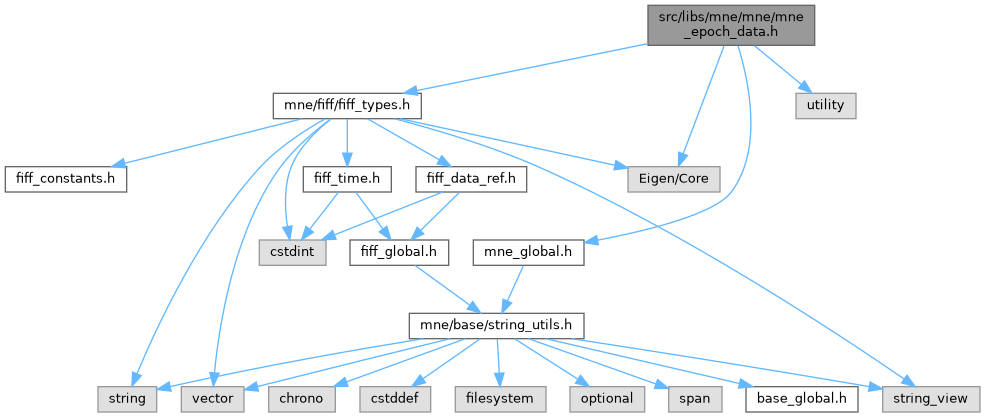 src/libs/mne/mne/mne
_epoch_data.h
mne/fiff/fiff_types.h
utility
fiff_constants.h
fiff_time.h
fiff_data_ref.h
Eigen/Core
cstdint
fiff_global.h
mne_global.h
mne/base/string_utils.h
string
vector
chrono
cstddef
filesystem
optional
span
base_global.h
string_view